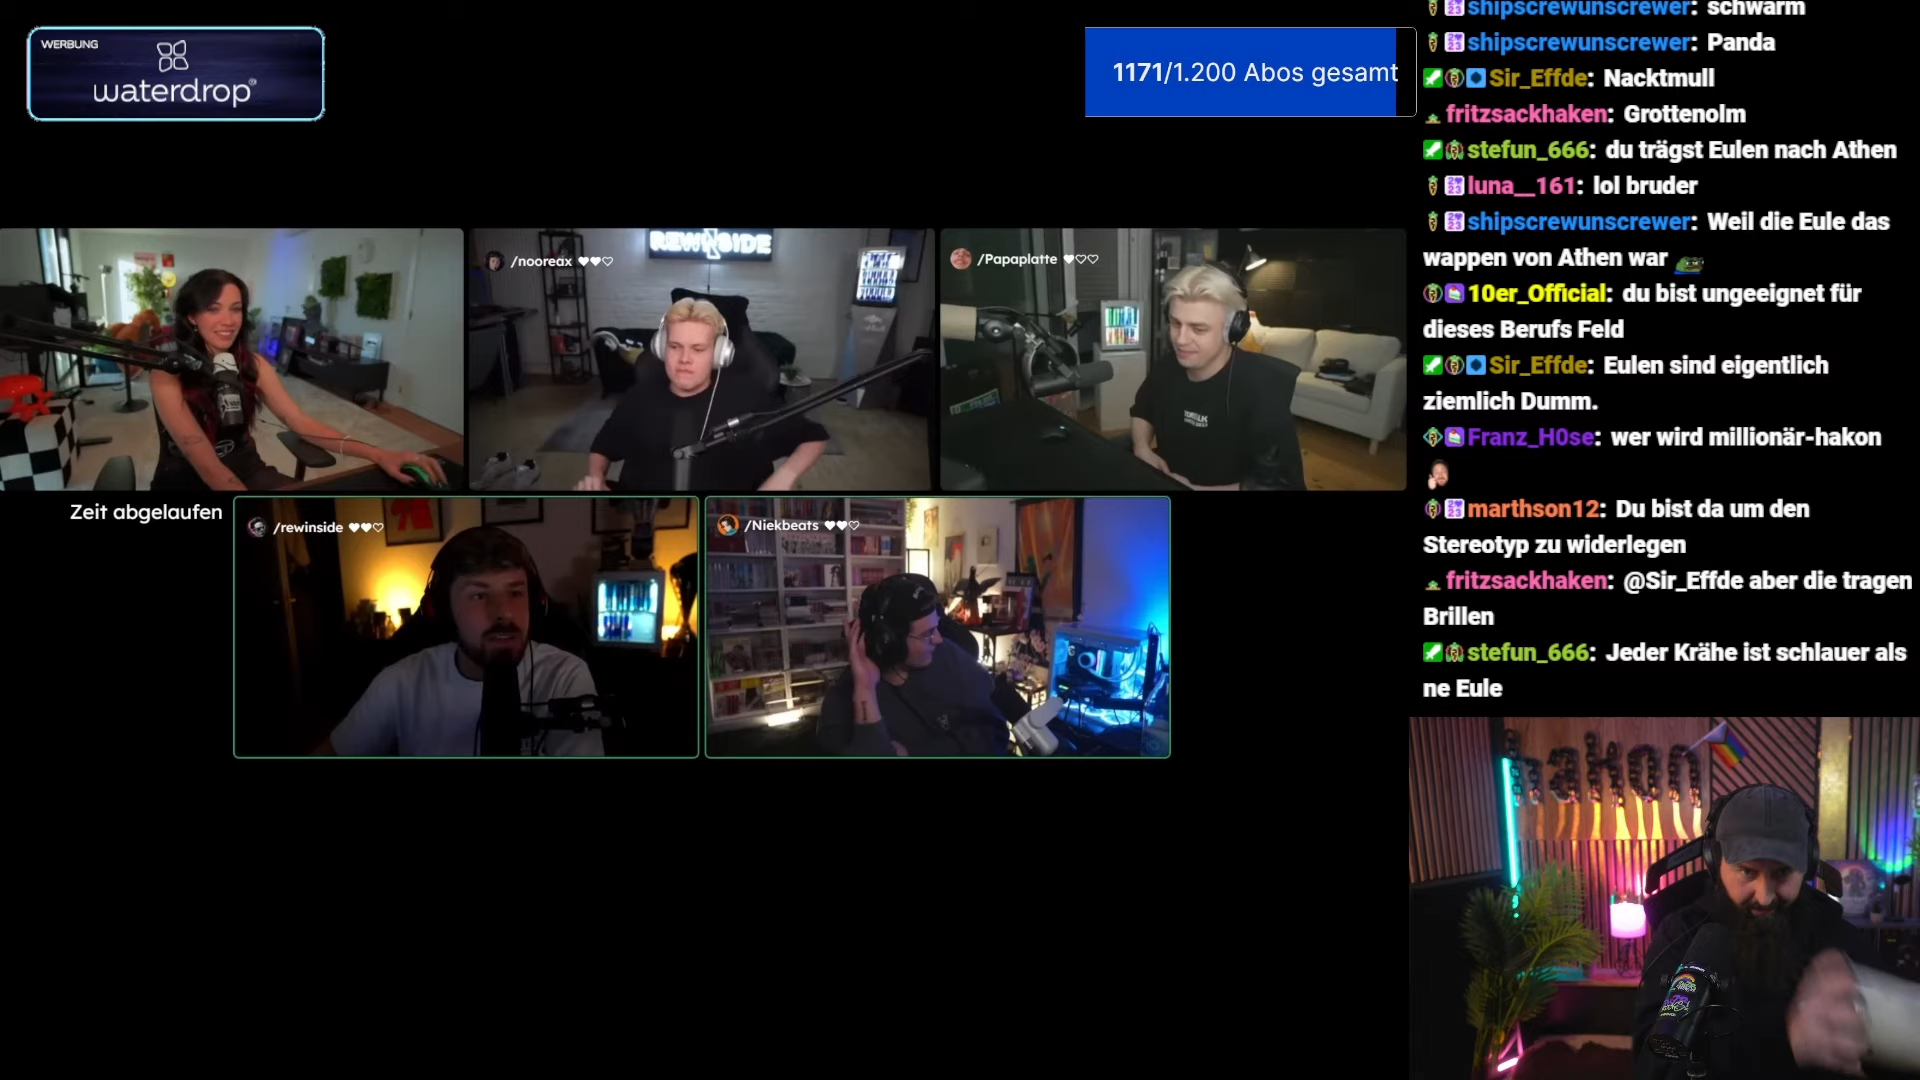 WERBUNG
waterdrop®
1171/1.200 Abos gesamt
REWINSIDE
/nooreax
/Papaplatte
Zeit abgelaufen
/rewinside
/Niekbeats
shipscrewunscrewer: schwarm
shipscrewunscrewer: Panda
Sir_Effde: Nacktmull
fritzsackhaken: Grottenolm
stefun_666: du trägst Eulen nach Athen
luna__161: lol bruder
shipscrewunscrewer: Weil die Eule das
wappen von Athen war
10er_Official: du bist ungeeignet für
dieses Berufs Feld
Sir_Effde: Eulen sind eigentlich
ziemlich Dumm.
Franz_H0se: wer wird millionär-hakon
marthson12: Du bist da um den
Stereotyp zu widerlegen
fritzsackhaken: @Sir_Effde aber die tragen
Brillen
stefun_666: Jeder Krähe ist schlauer als
ne Eule
hakon